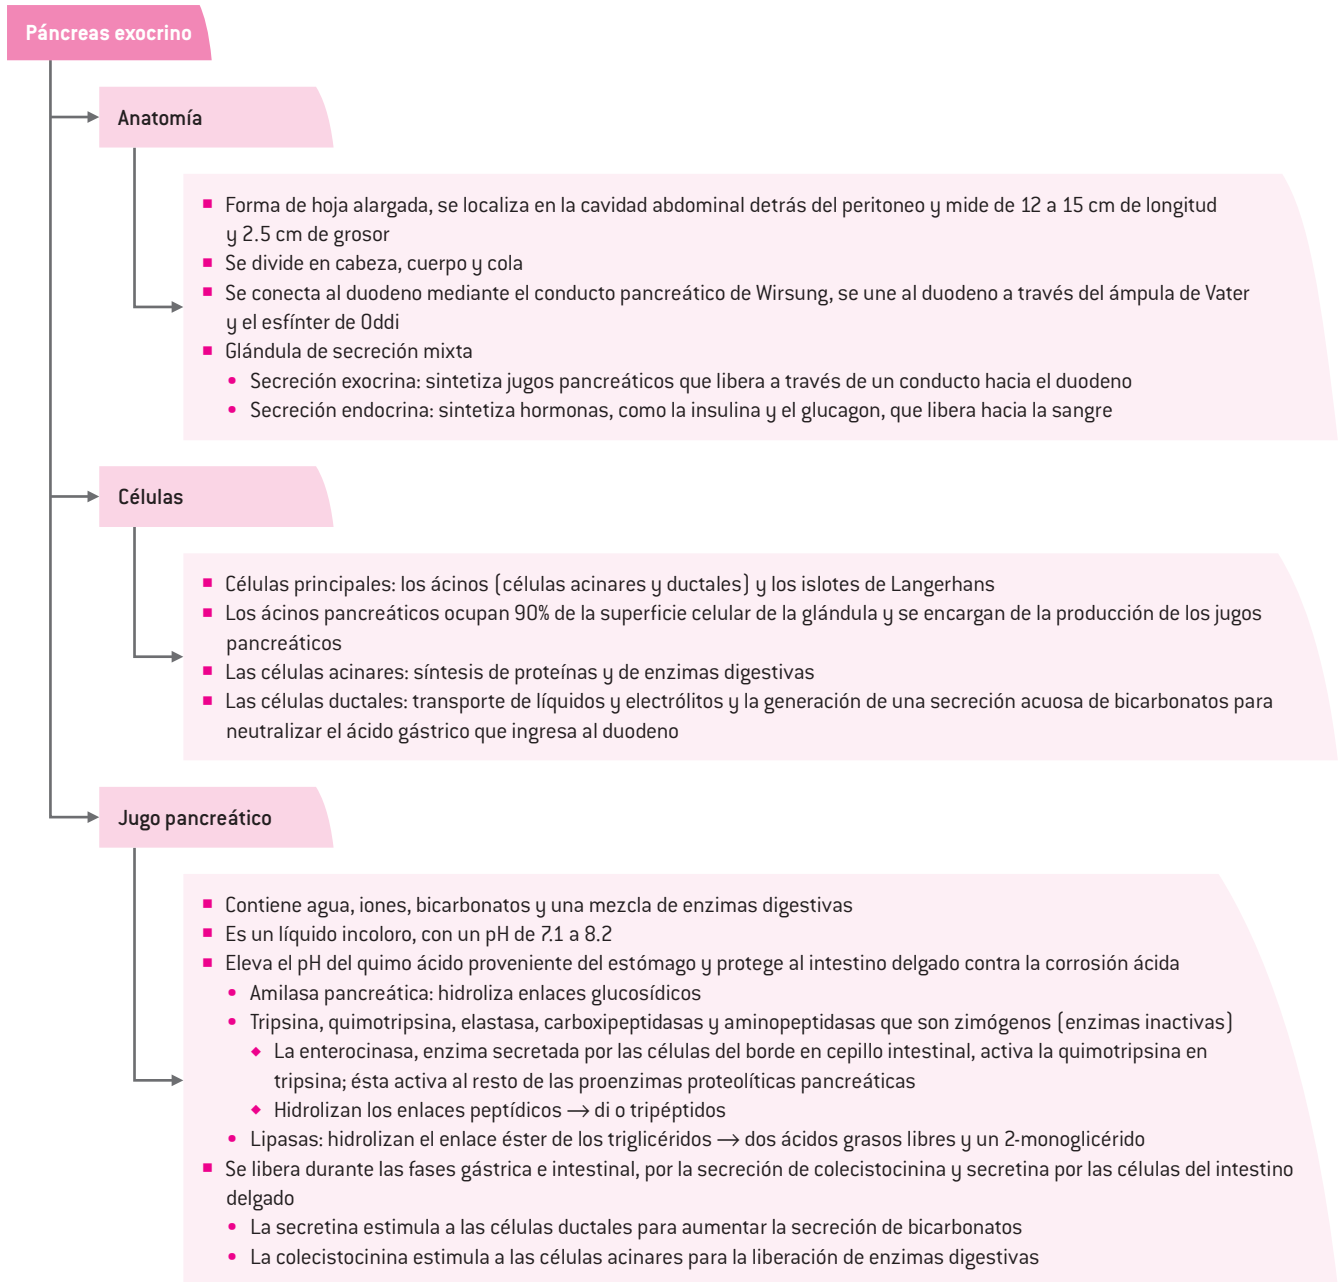 Páncreas exocrino
Anatomía
■ Forma de hoja alargada, se localiza en la cavidad abdominal detrás del peritoneo y mide de 12 a 15 cm de longitud
y 2.5 cm de grosor
■ Se divide en cabeza, cuerpo y cola
■ Se conecta al duodeno mediante el conducto pancreático de Wirsung, se une al duodeno a través del ámpula de Vater
y el esfínter de Oddi
■ Glándula de secreción mixta
• Secreción exocrina: sintetiza jugos pancreáticos que libera a través de un conducto hacia el duodeno
• Secreción endocrina: sintetiza hormonas, como la insulina y el glucagon, que libera hacia la sangre
Células
■ Células principales: los ácinos (células acinares y ductales) y los islotes de Langerhans
■ Los ácinos pancreáticos ocupan 90% de la superficie celular de la glándula y se encargan de la producción de los jugos
pancreáticos
■ Las células acinares: síntesis de proteínas y de enzimas digestivas
■ Las células ductales: transporte de líquidos y electrólitos y la generación de una secreción acuosa de bicarbonatos para
neutralizar el ácido gástrico que ingresa al duodeno
Jugo pancreático
■ Contiene agua, iones, bicarbonatos y una mezcla de enzimas digestivas
■ Es un líquido incoloro, con un pH de 7.1 a 8.2
■ Eleva el pH del quimo ácido proveniente del estómago y protege al intestino delgado contra la corrosión ácida
• Amilasa pancreática: hidroliza enlaces glucosídicos
• Tripsina, quimotripsina, elastasa, carboxipeptidasas y aminopeptidasas que son zimógenos (enzimas inactivas)
◆ La enterocinasa, enzima secretada por las células del borde en cepillo intestinal, activa la quimotripsina en
tripsina; ésta activa al resto de las proenzimas proteolíticas pancreáticas
◆ Hidrolizan los enlaces peptídicos → di o tripéptidos
• Lipasas: hidrolizan el enlace éster de los triglicéridos → dos ácidos grasos libres y un 2-monoglicérido
■ Se libera durante las fases gástrica e intestinal, por la secreción de colecistocinina y secretina por las células del intestino
delgado
• La secretina estimula a las células ductales para aumentar la secreción de bicarbonatos
• La colecistocinina estimula a las células acinares para la liberación de enzimas digestivas